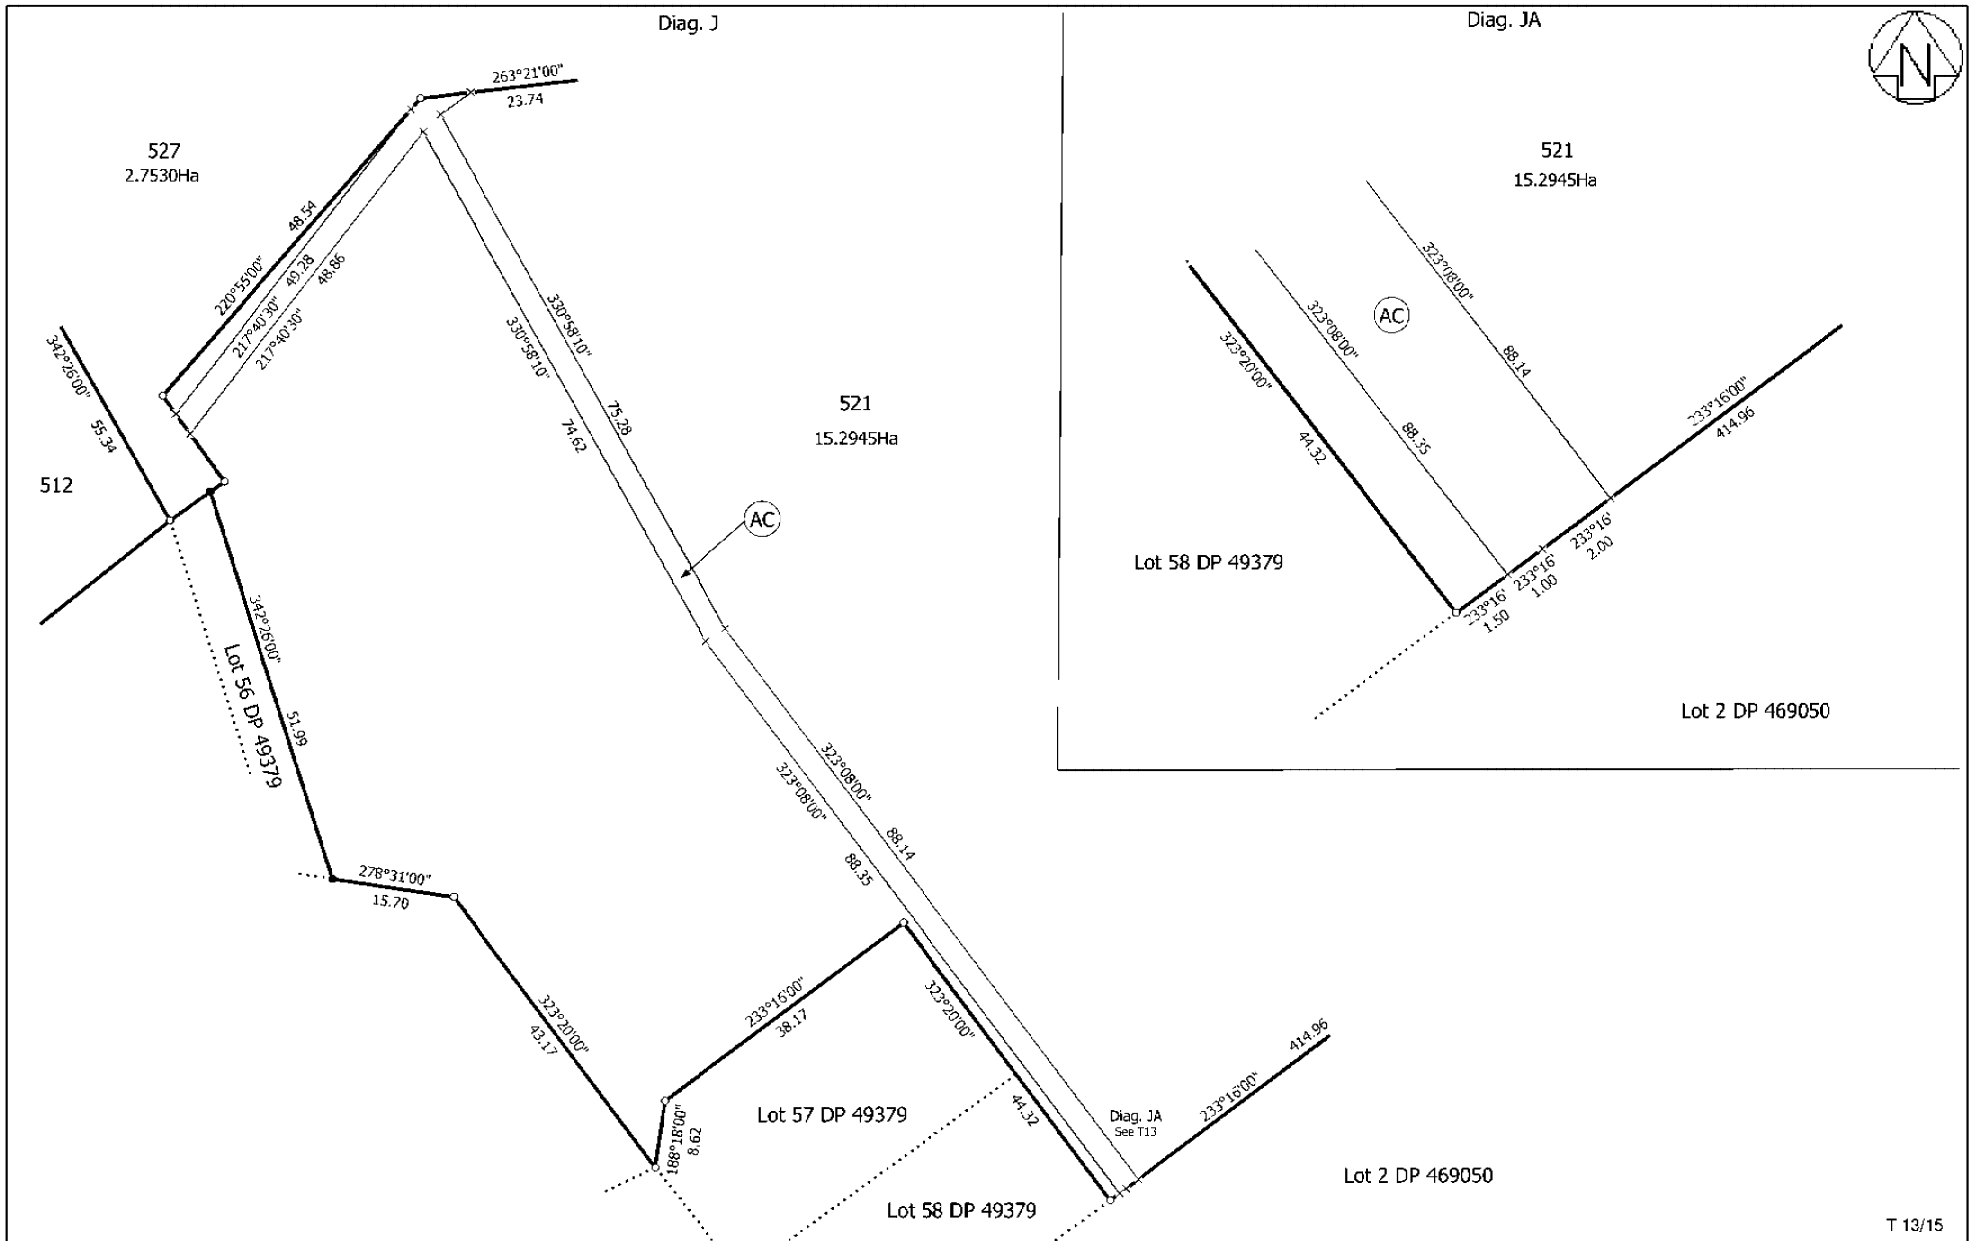 Diag. J
Diag. JA
N
263°21'00"
23.74
527
2.7530Ha
48.54
220°55'00"
49.28
217°40'30"
48.86
217°40'30"
342°26'00"
55.34
512
330°58'10"
330°58'10"
75.28
74.62
521
15.2945Ha
AC
342°26'00"
Lot 56 DP 49379
51.99
278°31'00"
15.70
323°08'00"
323°08'00"
88.14
88.35
323°20'00"
43.17
233°16'00"
38.17
323°20'00"
44.32
188°18'00"
8.62
Lot 57 DP 49379
Lot 58 DP 49379
Diag. JA
See T13
233°16'00"
414.96
Lot 2 DP 469050
521
15.2945Ha
323°08'00"
AC
323°08'00"
323°20'00"
88.14
88.35
44.32
233°16'00"
414.96
233°16'
2.00
233°16'
1.00
233°16'
1.50
Lot 58 DP 49379
Lot 2 DP 469050
T 13/15